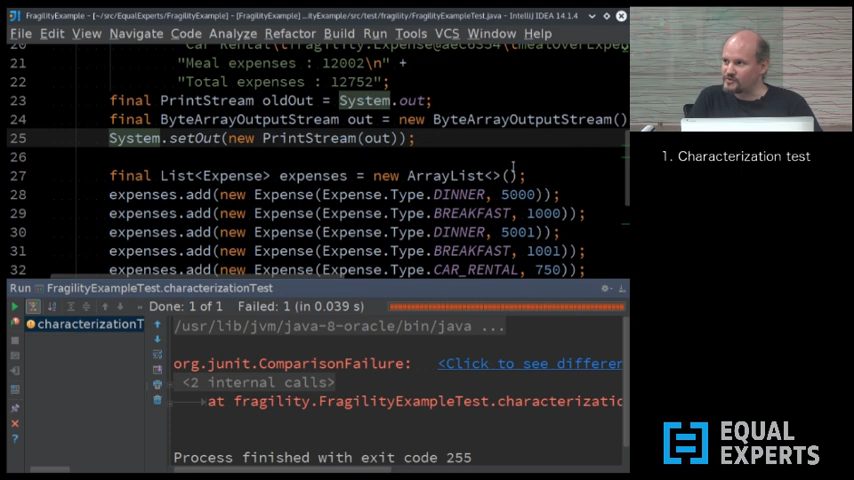 FragilityExample - [~/src/EqualExperts/FragilityExample] - [FragilityExample] ...ityExample/src/test/fragility/FragilityExampleTest.java - IntelliJ IDEA 14.1.4
File Edit View Navigate Code Analyze Refactor Build Run Tools VCS Window Help
20 "Car Rental\tfragility.Expense@aec6354\tmealOverExpe
21 "Meal expenses : 12002\n" +
22 "Total expenses : 12752";
23 final PrintStream oldOut = System.out;
24 final ByteArrayOutputStream out = new ByteArrayOutputStream()
25 System.setOut(new PrintStream(out));
26
27 final List<Expense> expenses = new ArrayList<>();
28 expenses.add(new Expense(Expense.Type.DINNER, 5000));
29 expenses.add(new Expense(Expense.Type.BREAKFAST, 1000));
30 expenses.add(new Expense(Expense.Type.DINNER, 5001));
31 expenses.add(new Expense(Expense.Type.BREAKFAST, 1001));
32 expenses.add(new Expense(Expense.Type.CAR_RENTAL, 750));
Run FragilityExampleTest.characterizationTest
Done: 1 of 1 Failed: 1 (in 0.039 s)
characterizationT
/usr/lib/jvm/java-8-oracle/bin/java ...
org.junit.ComparisonFailure: <Click to see differen
<2 internal calls>
at fragility.FragilityExampleTest.characterizatio
Process finished with exit code 255
1. Characterization test
EQUAL
EXPERTS